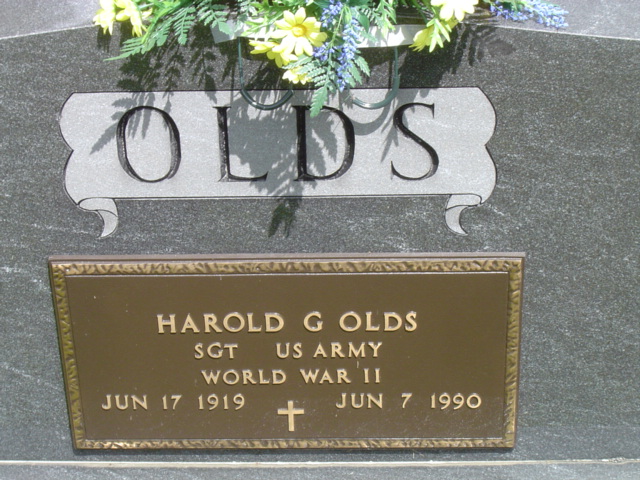 OLDS
HAROLD G OLDS
SGT US ARMY
WORLD WAR II
JUN 17 1919 JUN 7 1990